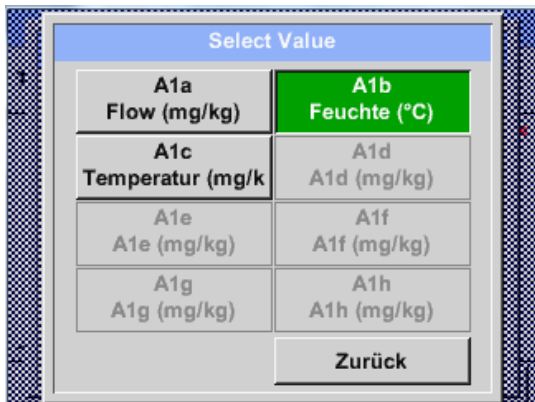 Select Value
A1a
Flow (mg/kg)
A1b
Feuchte (°C)
A1c
Temperatur (mg/k
A1d
A1d (mg/kg)
A1e
A1e (mg/kg)
A1f
A1f (mg/kg)
A1g
A1g (mg/kg)
A1h
A1h (mg/kg)
Zurück